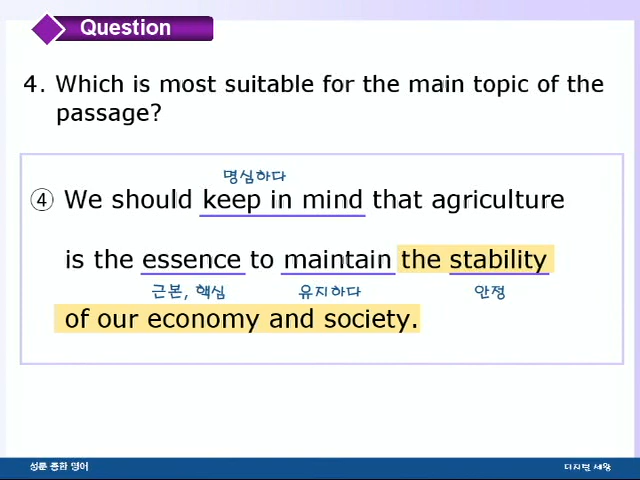 Question
4. Which is most suitable for the main topic of the
passage?
명심하다
④ We should keep in mind that agriculture
is the essence to maintain the stability
근본, 핵심 유지하다 안정
of our economy and society.
성문 종합 영어
디지털 세왕